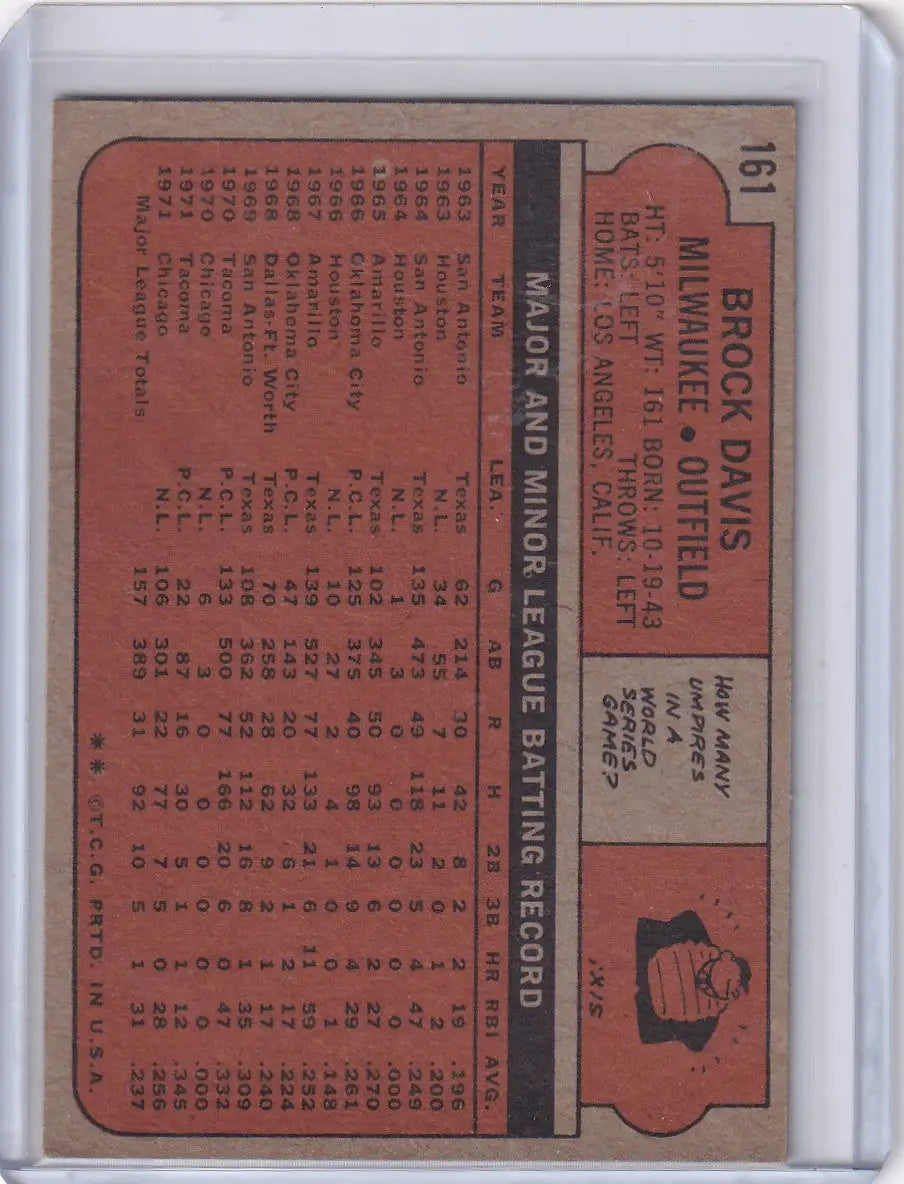 161
BROCK DAVIS
MILWAUKEE • OUTFIELD
HT: 5'10" WT: 161 BORN: 10-19-43
BATS: LEFT THROWS: LEFT
HOME: LOS ANGELES, CALIF.
HOW MANY
UMPIRES
IN A
WORLD
SERIES
GAME?
"SIX."
MAJOR AND MINOR LEAGUE BATTING RECORD
YEAR TEAM LEA. G AB R H 2B 3B HR RBI AVG.
1963 San Antonio Texas 62 214 30 42 8 2 2 19 .196
1963 Houston N.L. 34 55 7 11 2 0 1 2 .200
1964 San Antonio Texas 135 473 49 118 23 5 4 47 .249
1964 Houston N.L. 1 3 0 0 0 0 0 0 .000
1965 Amarillo Texas 102 345 50 93 13 6 2 27 .270
1966 Oklahoma City P.C.L. 125 375 40 98 14 9 4 29 .261
1966 Houston N.L. 10 27 2 4 1 0 0 1 .148
1967 Amarillo Texas 139 527 77 133 21 6 11 59 .252
1968 Oklahoma City P.C.L. 47 143 20 32 6 1 2 17 .224
1968 Dallas-Ft. Worth Texas 70 258 28 62 9 2 1 17 .240
1969 San Antonio Texas 108 362 52 112 16 8 1 35 .309
1970 Tacoma P.C.L. 133 500 77 166 20 6 0 47 .332
1970 Chicago N.L. 6 3 0 0 0 0 0 0 .000
1971 Tacoma P.C.L. 22 87 16 30 5 1 1 12 .345
1971 Chicago N.L. 106 301 22 77 7 5 0 28 .256
Major League Totals 157 389 31 92 10 5 1 31 .237
** ©T.C.G. PRTD. IN U.S.A.